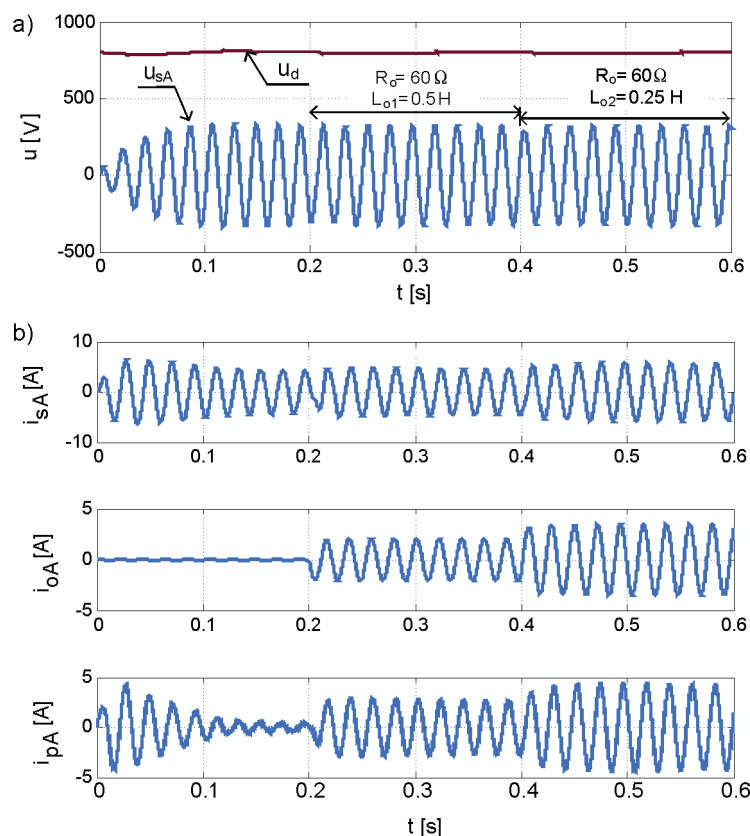 a)
1000
500
0
-500
u [V]
u_sA
u_d
R_o = 60 Ω
L_o1=0.5H
R_o = 60Ω
L_o2=0.25 H
0 0.1 0.2 0.3 0.4 0.5 0.6
t [s]
b)
10
0
-10
i_sA [A]
0 0.1 0.2 0.3 0.4 0.5 0.6
5
0
-5
i_oA [A]
0 0.1 0.2 0.3 0.4 0.5 0.6
5
0
-5
i_pA [A]
0 0.1 0.2 0.3 0.4 0.5 0.6
t [s]